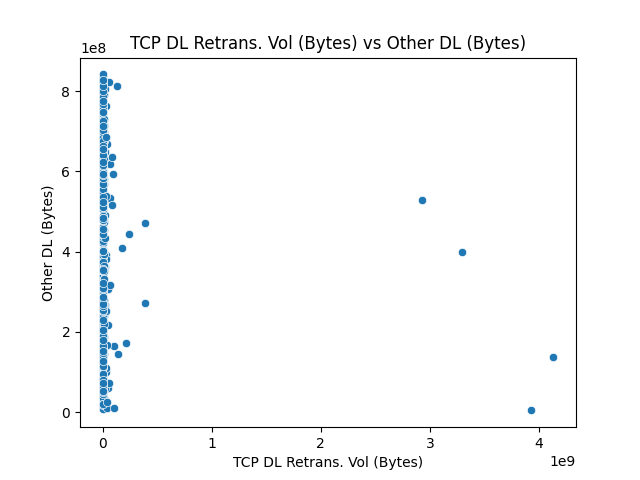 TCP DL Retrans. Vol (Bytes) vs Other DL (Bytes)
1e8
8
6
4
2
0
Other DL (Bytes)
0 1 2 3 4
1e9
TCP DL Retrans. Vol (Bytes)